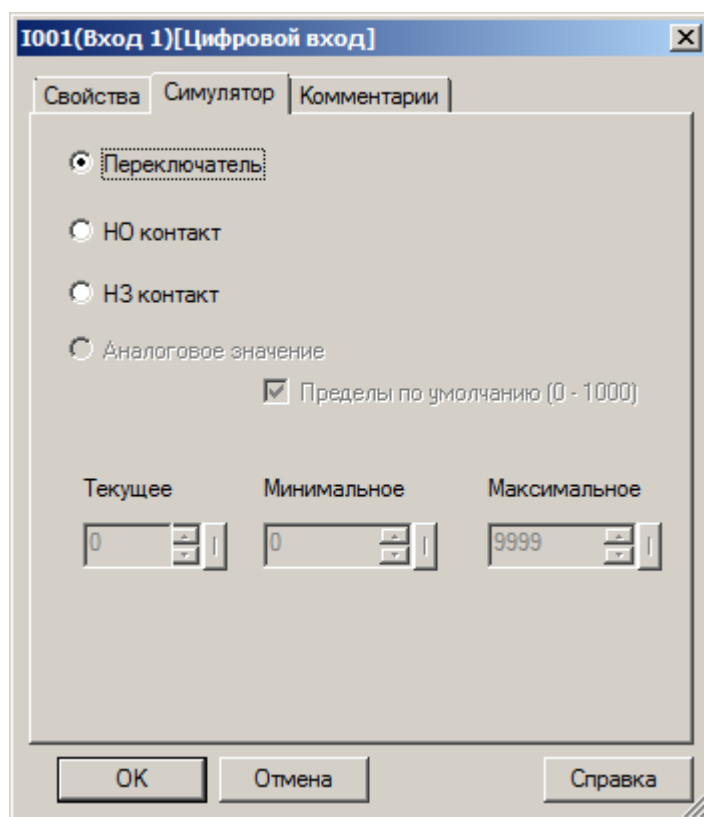 I001(Вход 1)[Цифровой вход]
Свойства Симулятор Комментарии
Переключатель
НО контакт
НЗ контакт
Аналоговое значение
Пределы по умолчанию (0 - 1000)
Текущее Минимальное Максимальное
0 0 9999
OK Отмена Справка